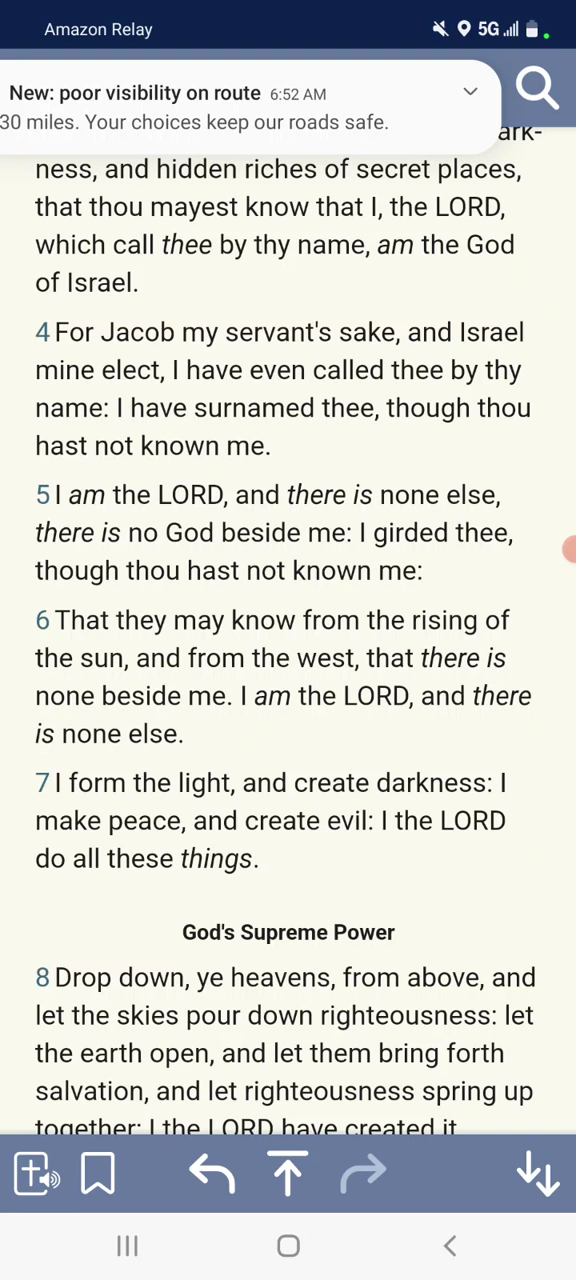 Amazon Relay
5G
New: poor visibility on route 6:52 AM
30 miles. Your choices keep our roads safe.
ark-
ness, and hidden riches of secret places,
that thou mayest know that I, the LORD,
which call thee by thy name, am the God
of Israel.
4 For Jacob my servant's sake, and Israel
mine elect, I have even called thee by thy
name: I have surnamed thee, though thou
hast not known me.
5 I am the LORD, and there is none else,
there is no God beside me: I girded thee,
though thou hast not known me:
6 That they may know from the rising of
the sun, and from the west, that there is
none beside me. I am the LORD, and there
is none else.
7 I form the light, and create darkness: I
make peace, and create evil: I the LORD
do all these things.
God's Supreme Power
8 Drop down, ye heavens, from above, and
let the skies pour down righteousness: let
the earth open, and let them bring forth
salvation, and let righteousness spring up
together; I the LORD have created it.